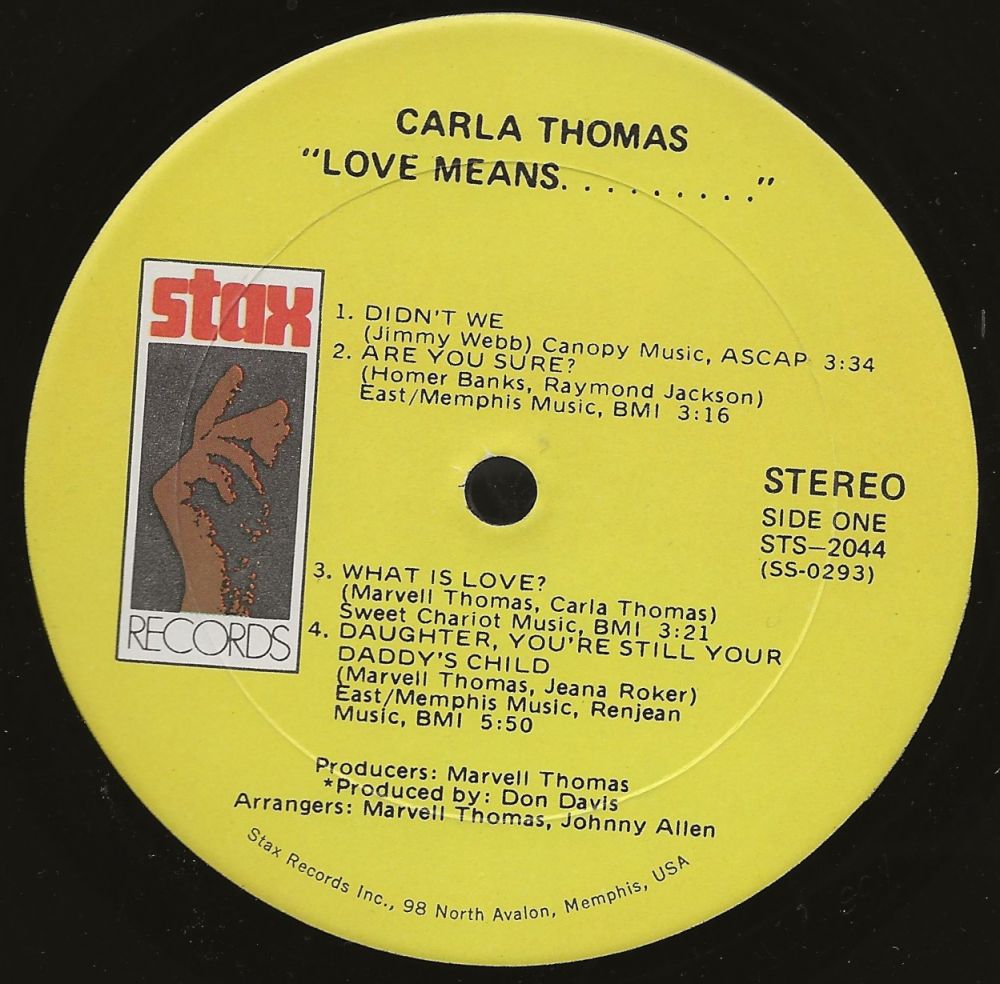 CARLA THOMAS
"LOVE MEANS. . . . . . . . . ."
stax
RECORDS
1. DIDN'T WE
(Jimmy Webb) Canopy Music, ASCAP 3:34
2. ARE YOU SURE?
(Homer Banks, Raymond Jackson)
East/Memphis Music, BMI 3:16
STEREO
SIDE ONE
STS—2044
(SS-0293)
3. WHAT IS LOVE?
(Marvell Thomas, Carla Thomas)
Sweet Chariot Music, BMI 3:21
4. DAUGHTER, YOU'RE STILL YOUR
DADDY'S CHILD
(Marvell Thomas, Jeana Roker)
East/Memphis Music, Renjean
Music, BMI 5:50
Producers: Marvell Thomas
*Produced by: Don Davis
Arrangers: Marvell Thomas, Johnny Allen
Stax Records Inc., 98 North Avalon, Memphis, USA